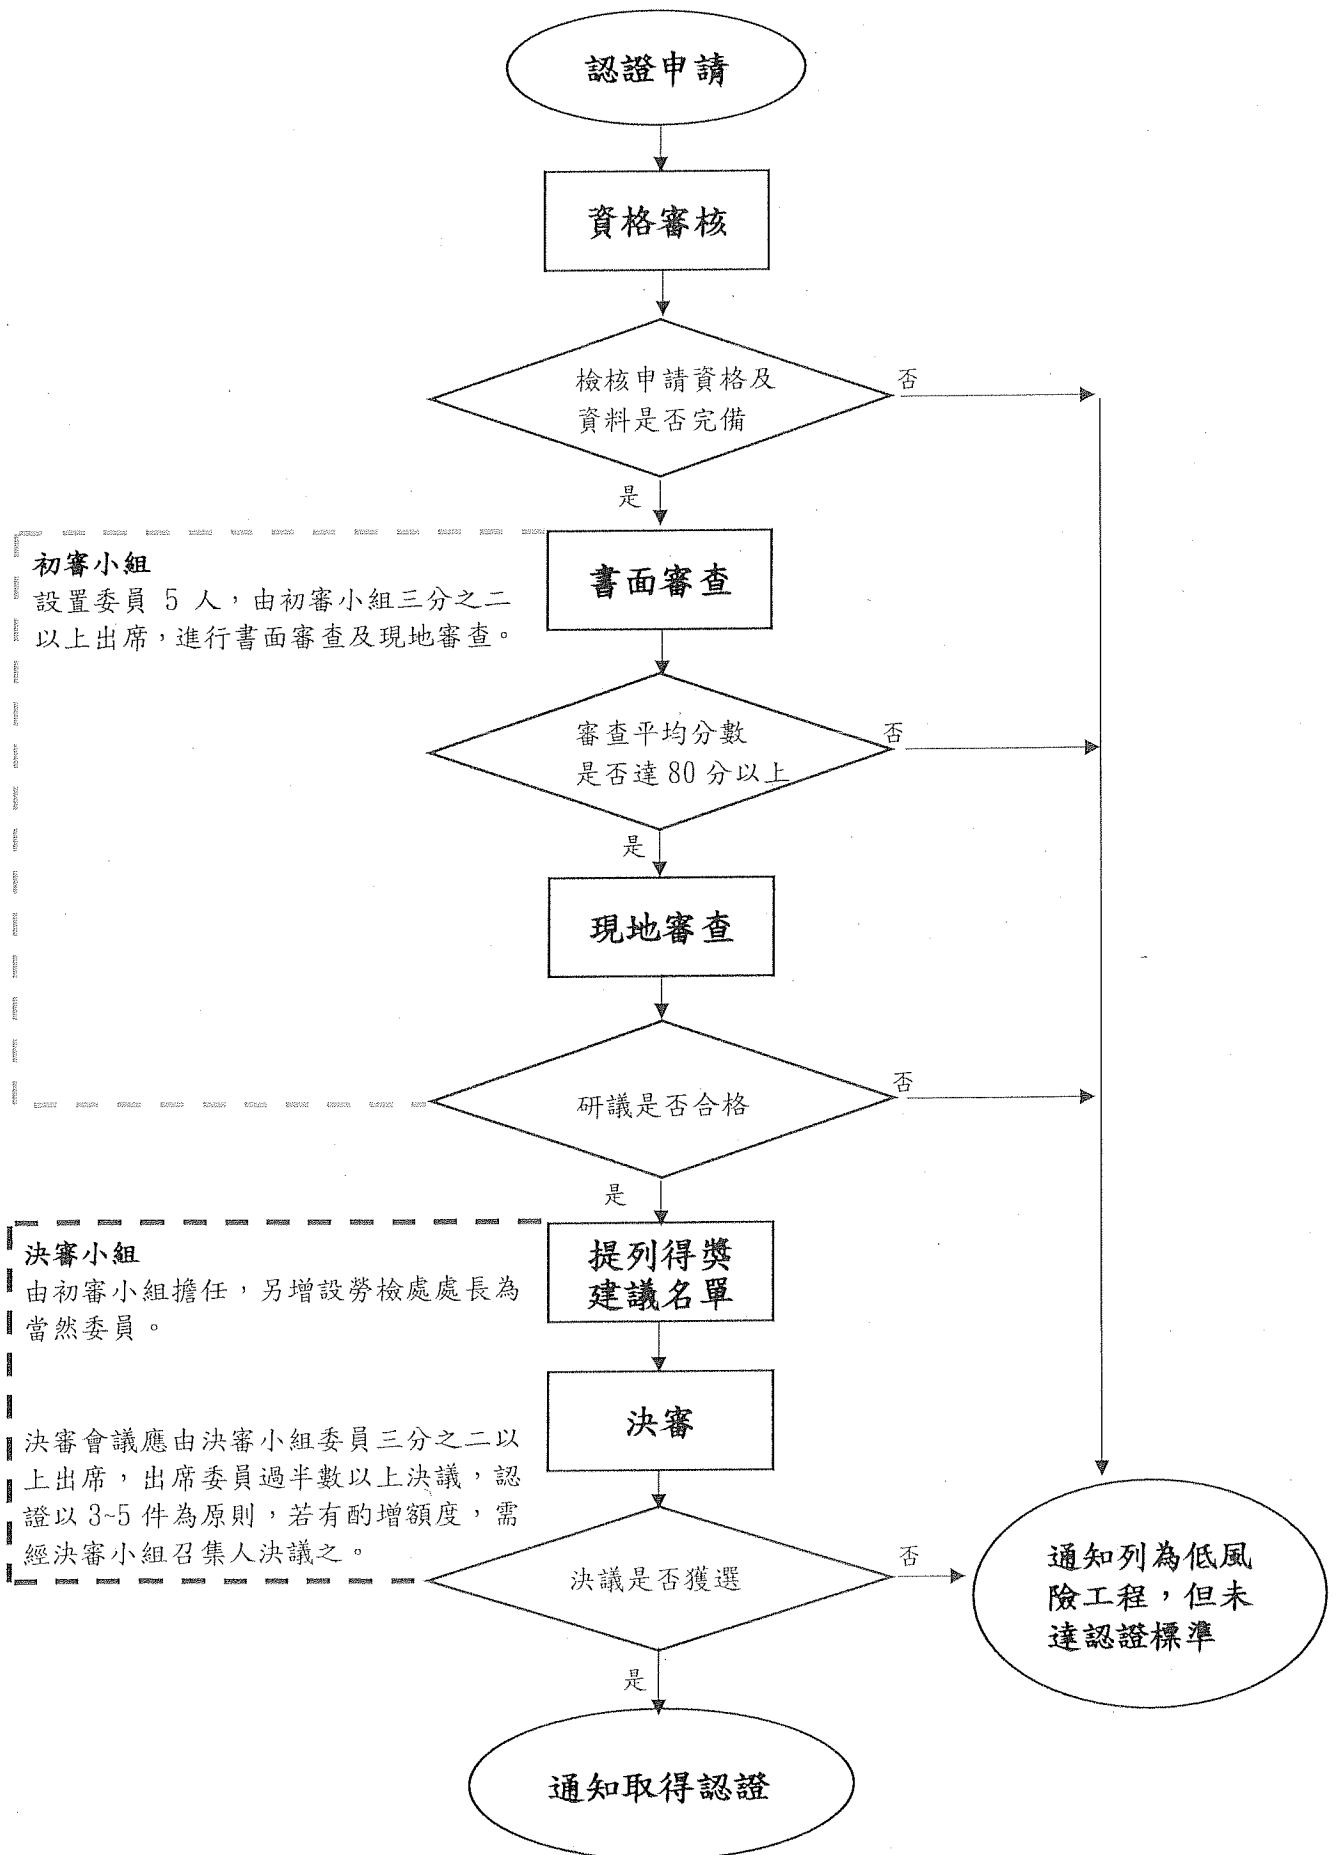 認證申請
資格審核
檢核申請資格及
資料是否完備
否
是
初審小組
設置委員 5 人，由初審小組三分之二
以上出席，進行書面審查及現地審查。
書面審查
審查平均分數
是否達 80 分以上
否
是
現地審查
研議是否合格
否
是
決審小組
由初審小組擔任，另增設勞檢處處長為
當然委員。
決審會議應由決審小組委員三分之二以
上出席，出席委員過半數以上決議，認
證以 3~5 件為原則，若有酌增額度，需
經決審小組召集人決議之。
提列得獎
建議名單
決審
決議是否獲選
否
是
通知列為低風
險工程，但未
達認證標準
通知取得認證